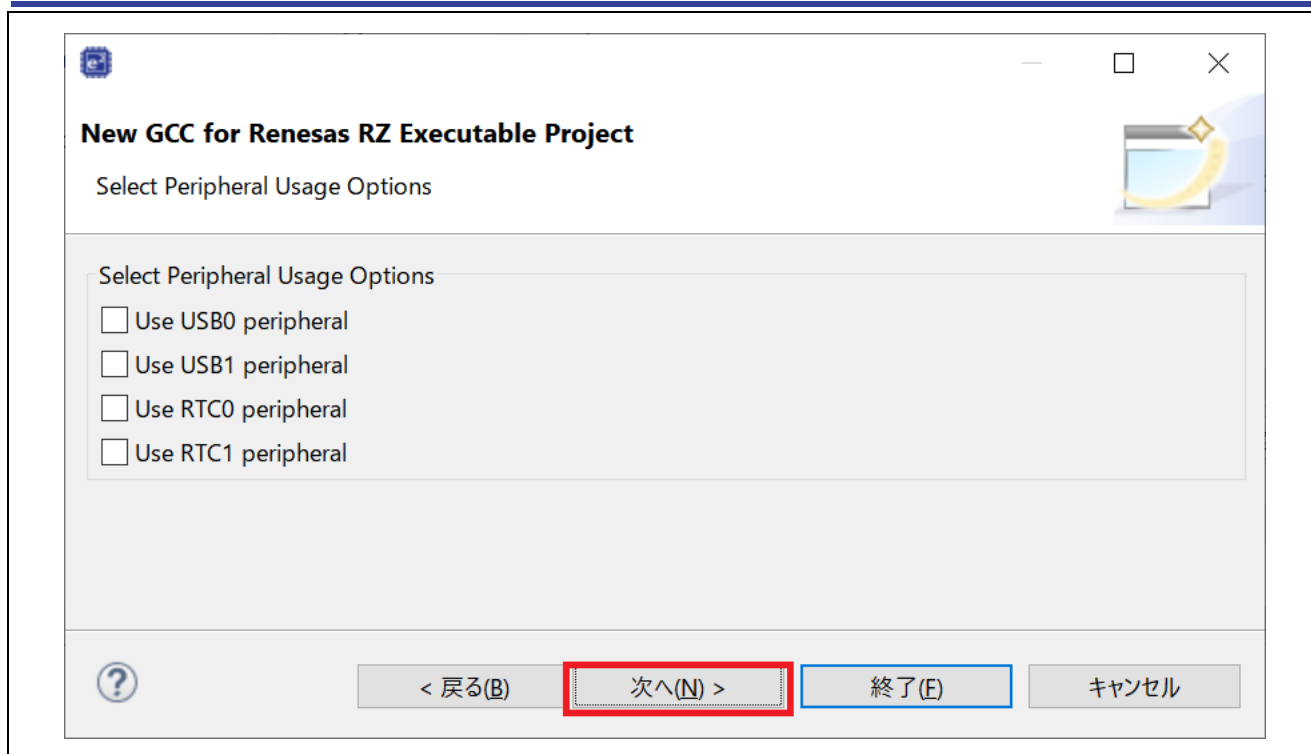 New GCC for Renesas RZ Executable Project
Select Peripheral Usage Options
Select Peripheral Usage Options
Use USB0 peripheral
Use USB1 peripheral
Use RTC0 peripheral
Use RTC1 peripheral
< 戻る(B) 次へ(N) > 終了(F) キャンセル